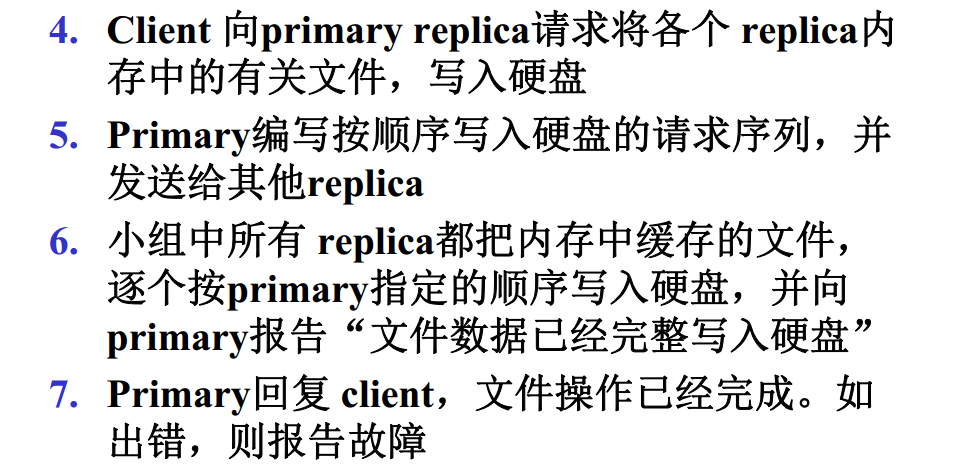 4. Client 向primary replica请求将各个 replica内
存中的有关文件，写入硬盘
5. Primary编写按顺序写入硬盘的请求序列，并
发送给其他replica
6. 小组中所有 replica都把内存中缓存的文件，
逐个按primary指定的顺序写入硬盘，并向
primary报告“文件数据已经完整写入硬盘”
7. Primary回复 client，文件操作已经完成。如
出错，则报告故障